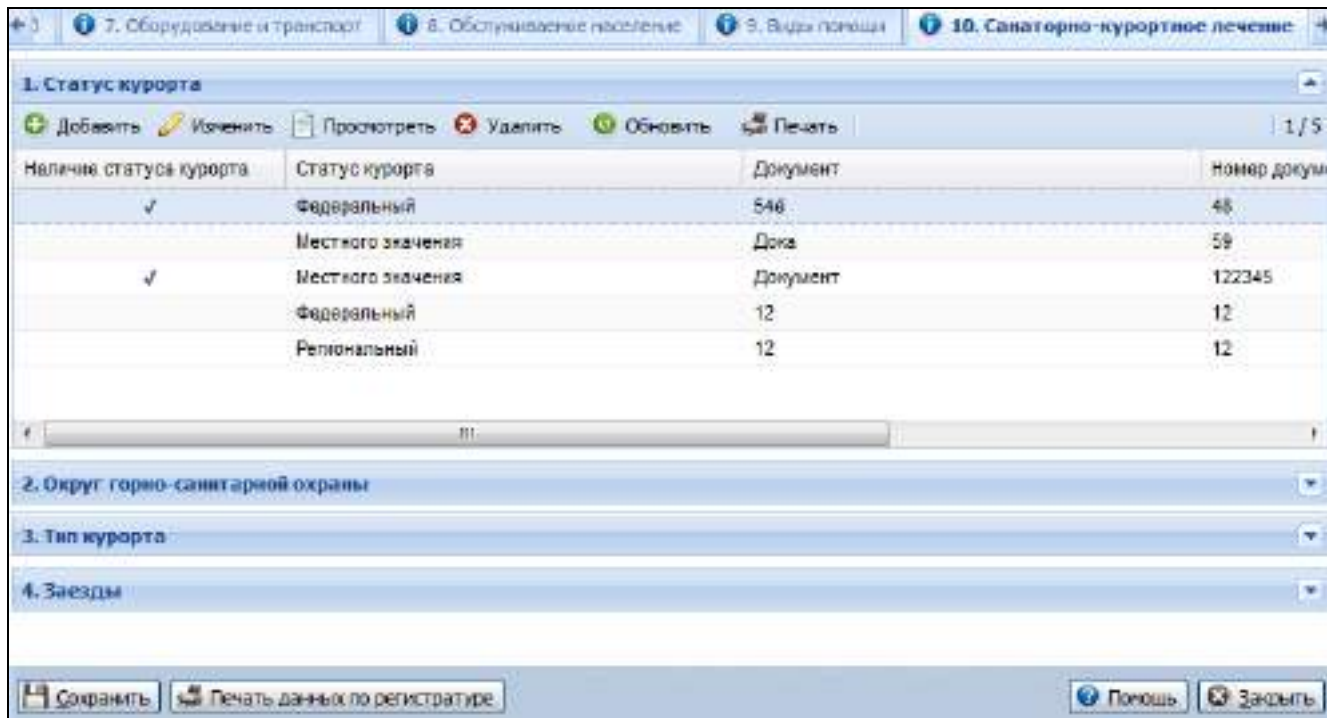 7. Оборудование и транспорт 8. Обслуживаемое население 9. Виды помощи 10. Санаторно-курортное лечение
1. Статус курорта
Добавить Изменить Просмотреть Удалить Обновить Печать 1 / 5
Наличие статуса курорта Статус курорта Документ Номер докум
✓ Федеральный 546 48
Местного значения Дока 59
✓ Местного значения Документ 122345
Федеральный 12 12
Региональный 12 12
2. Округ горно-санитарной охраны
3. Тип курорта
4. Заезды
Сохранить Печать данных по регистратуре Помощь Закрыть